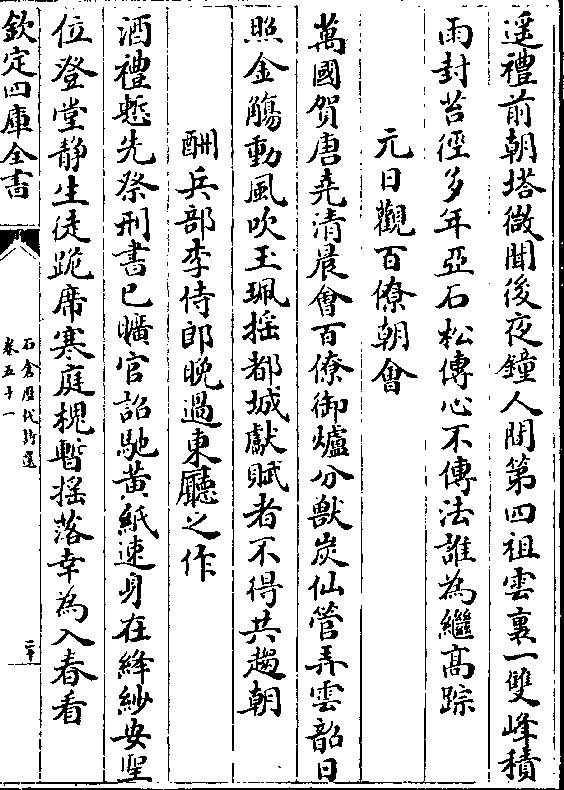 遥禮前朝塔微聞後夜鐘人間第四祖雲裏一雙峰積
雨封苔徑多年亞石松傳心不傳法誰為繼髙踪
元日觀百僚朝會
萬國賀唐堯清晨會百僚御爐分獸炭仙管弄雲韶日
照金觴動風吹玉珮揺都城獻賦者不得共趨朝
酬兵部李侍郎晚過東廳之作
酒禮慙先祭刑書已曠官詔馳黄紙速身在絳紗安聖
位登堂静生徒跪席寒庭槐暫揺落幸為入春看
欽定四庫全書
石倉歷代詩選
卷五十一
二十